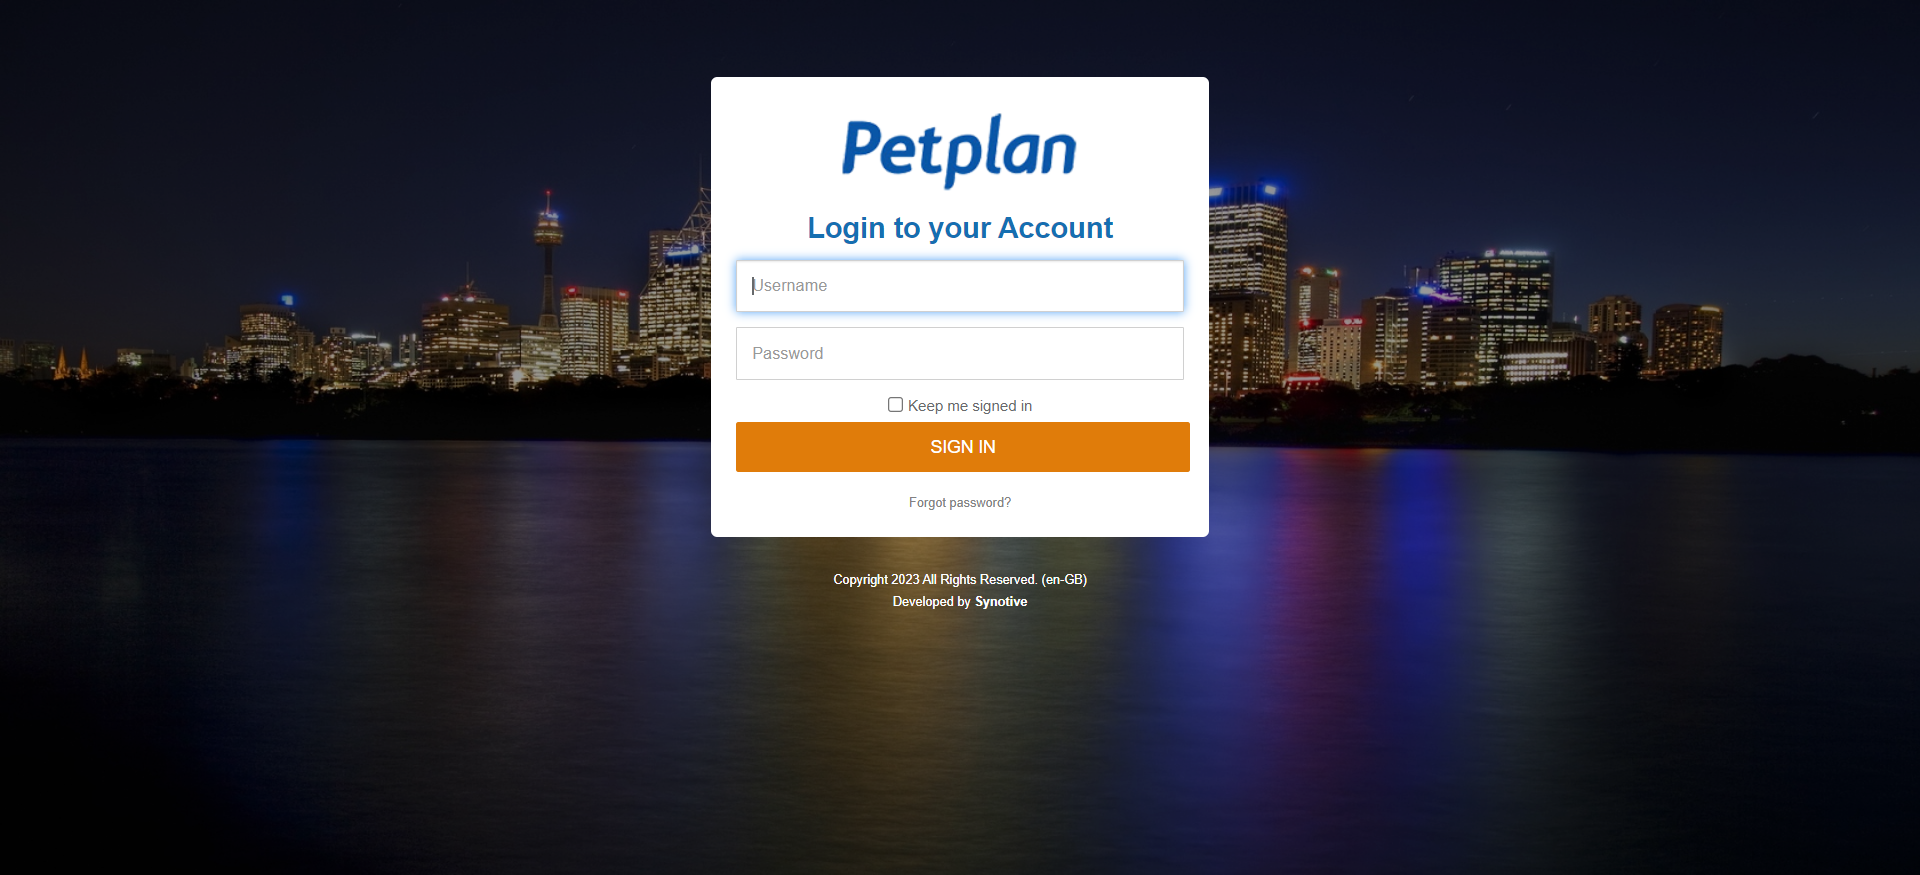 Petplan
Login to your Account
Username
Password
Keep me signed in
SIGN IN
Forgot password?
Copyright 2023 All Rights Reserved. (en-GB)
Developed by Synotive